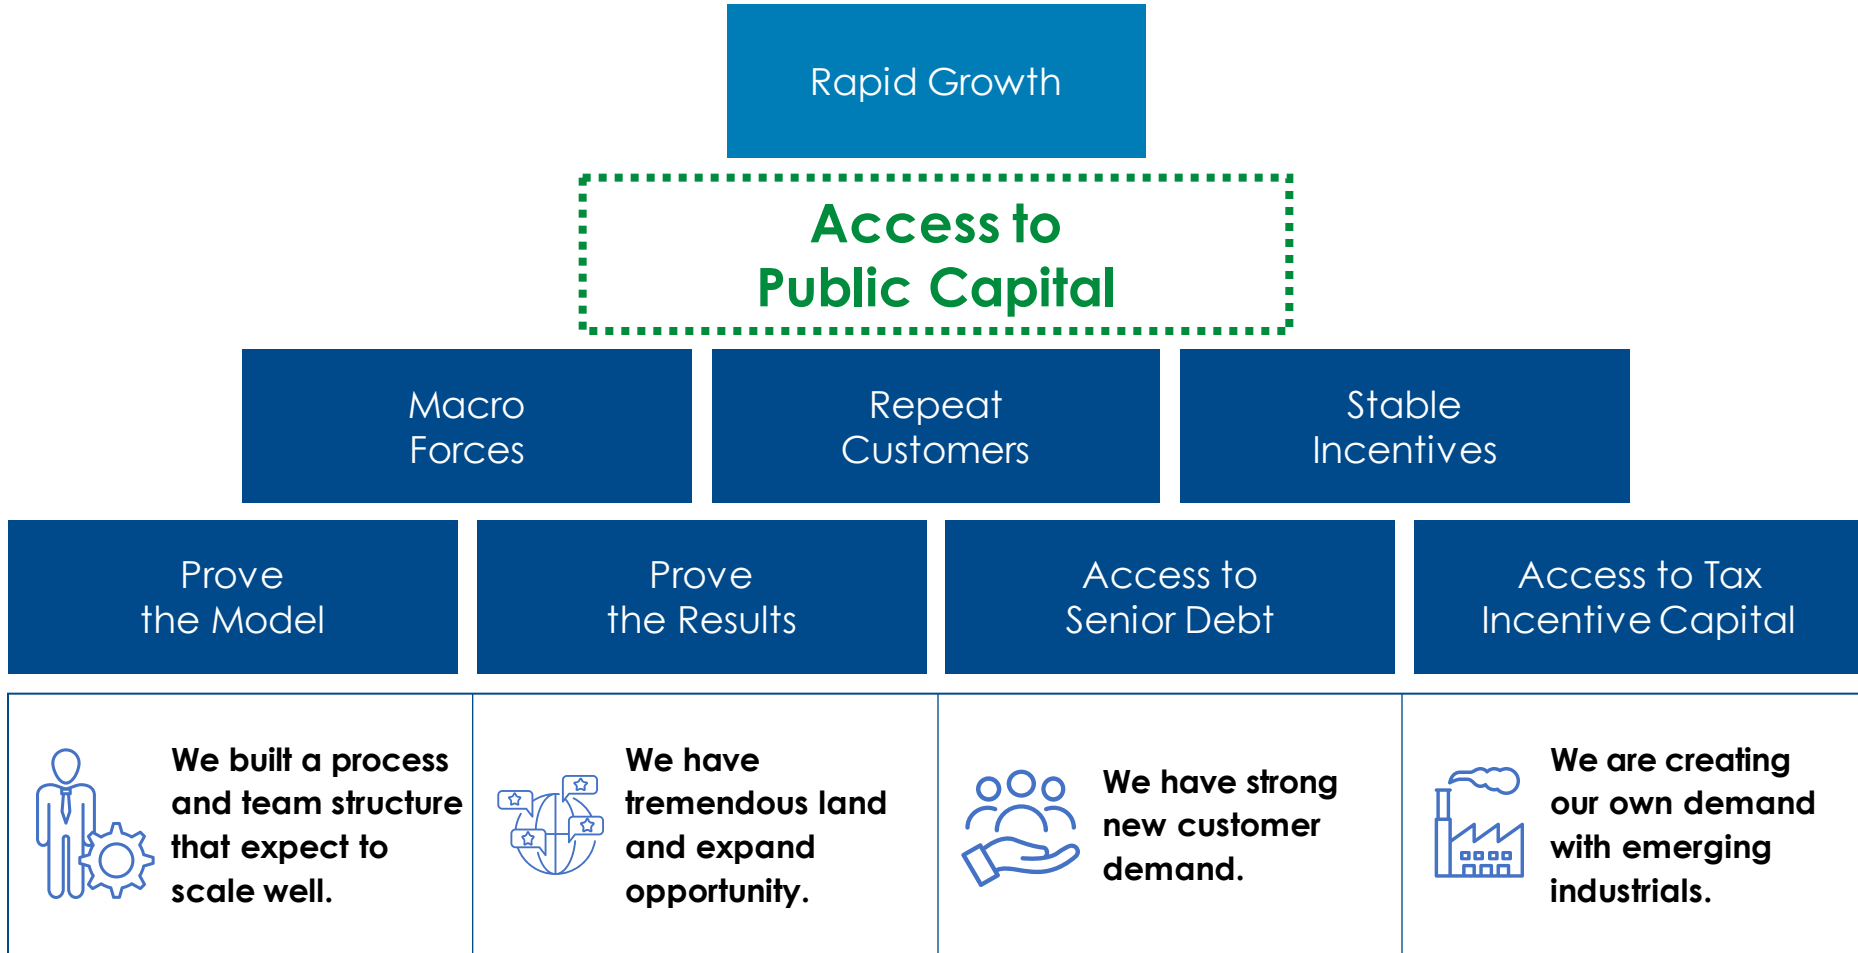 Rapid Growth
Access to
Public Capital
Macro
Forces
Repeat
Customers
Stable
Incentives
Prove
the Model
Prove
the Results
Access to
Senior Debt
Access to Tax
Incentive Capital
We built a process
and team structure
that expect to
scale well.
We have
tremendous land
and expand
opportunity.
We have strong
new customer
demand.
We are creating
our own demand
with emerging
industrials.